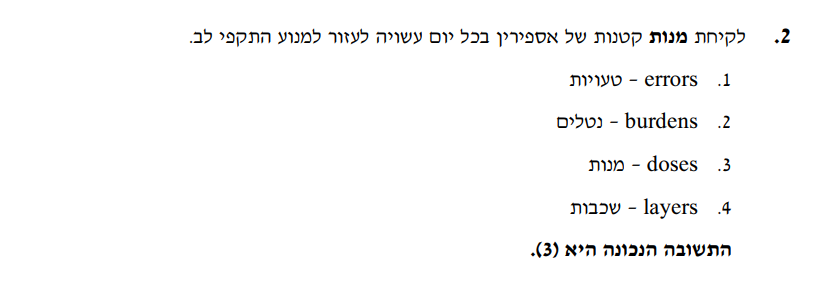 2. לקיחת מנות קטנות של אספירין בכל יום עשויה לעזור למנוע התקפי לב.
1. errors – טעויות
2. burdens – נטלים
3. doses – מנות
4. layers – שכבות
התשובה הנכונה היא (3).